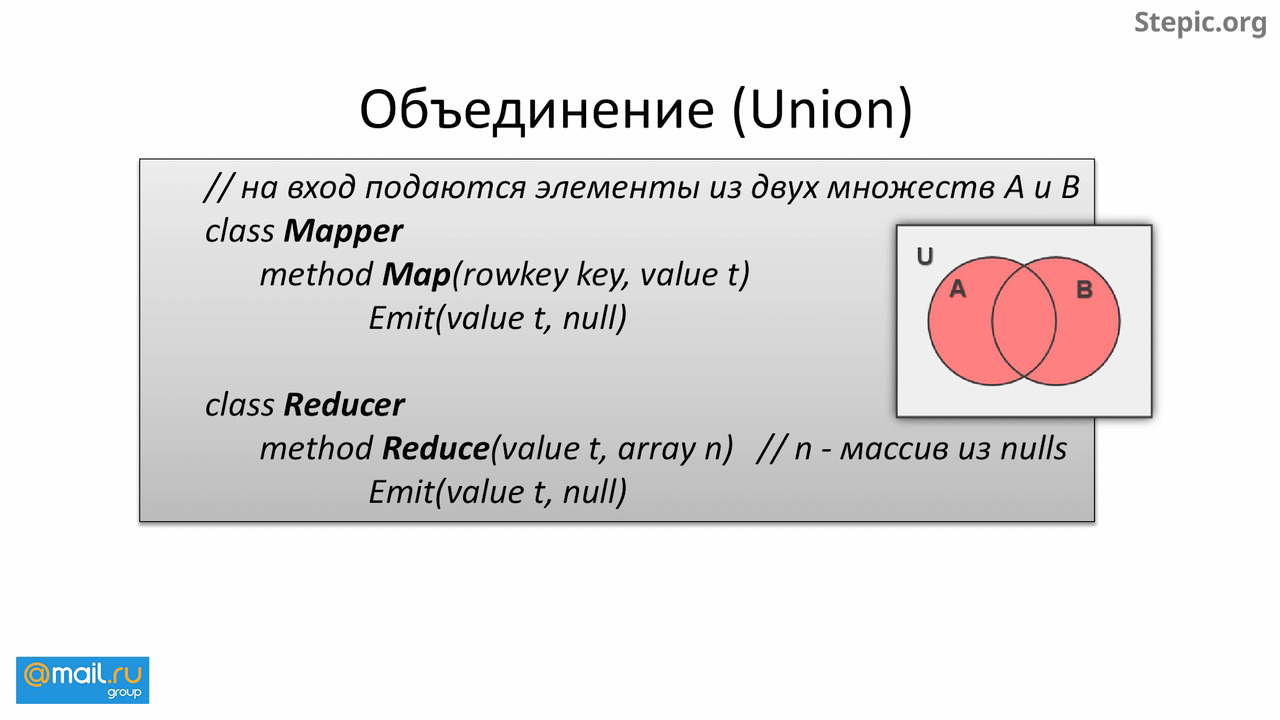 Stepic.org
Объединение (Union)
// на вход подаются элементы из двух множеств A и B
class Mapper
method Map(rowkey key, value t)
Emit(value t, null)
class Reducer
method Reduce(value t, array n) // n - массив из nulls
Emit(value t, null)
U
A
B
@mail.ru
group